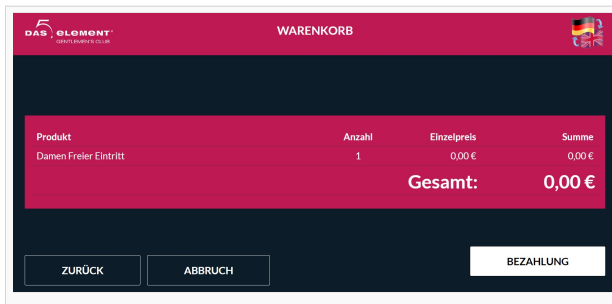 DAS 5 ELEMENT
GENTLEMEN'S CLUB
WARENKORB
Produkt Anzahl Einzelpreis Summe
Damen Freier Eintritt 1 0,00 € 0,00 €
Gesamt: 0,00 €
ZURÜCK ABBRUCH BEZAHLUNG